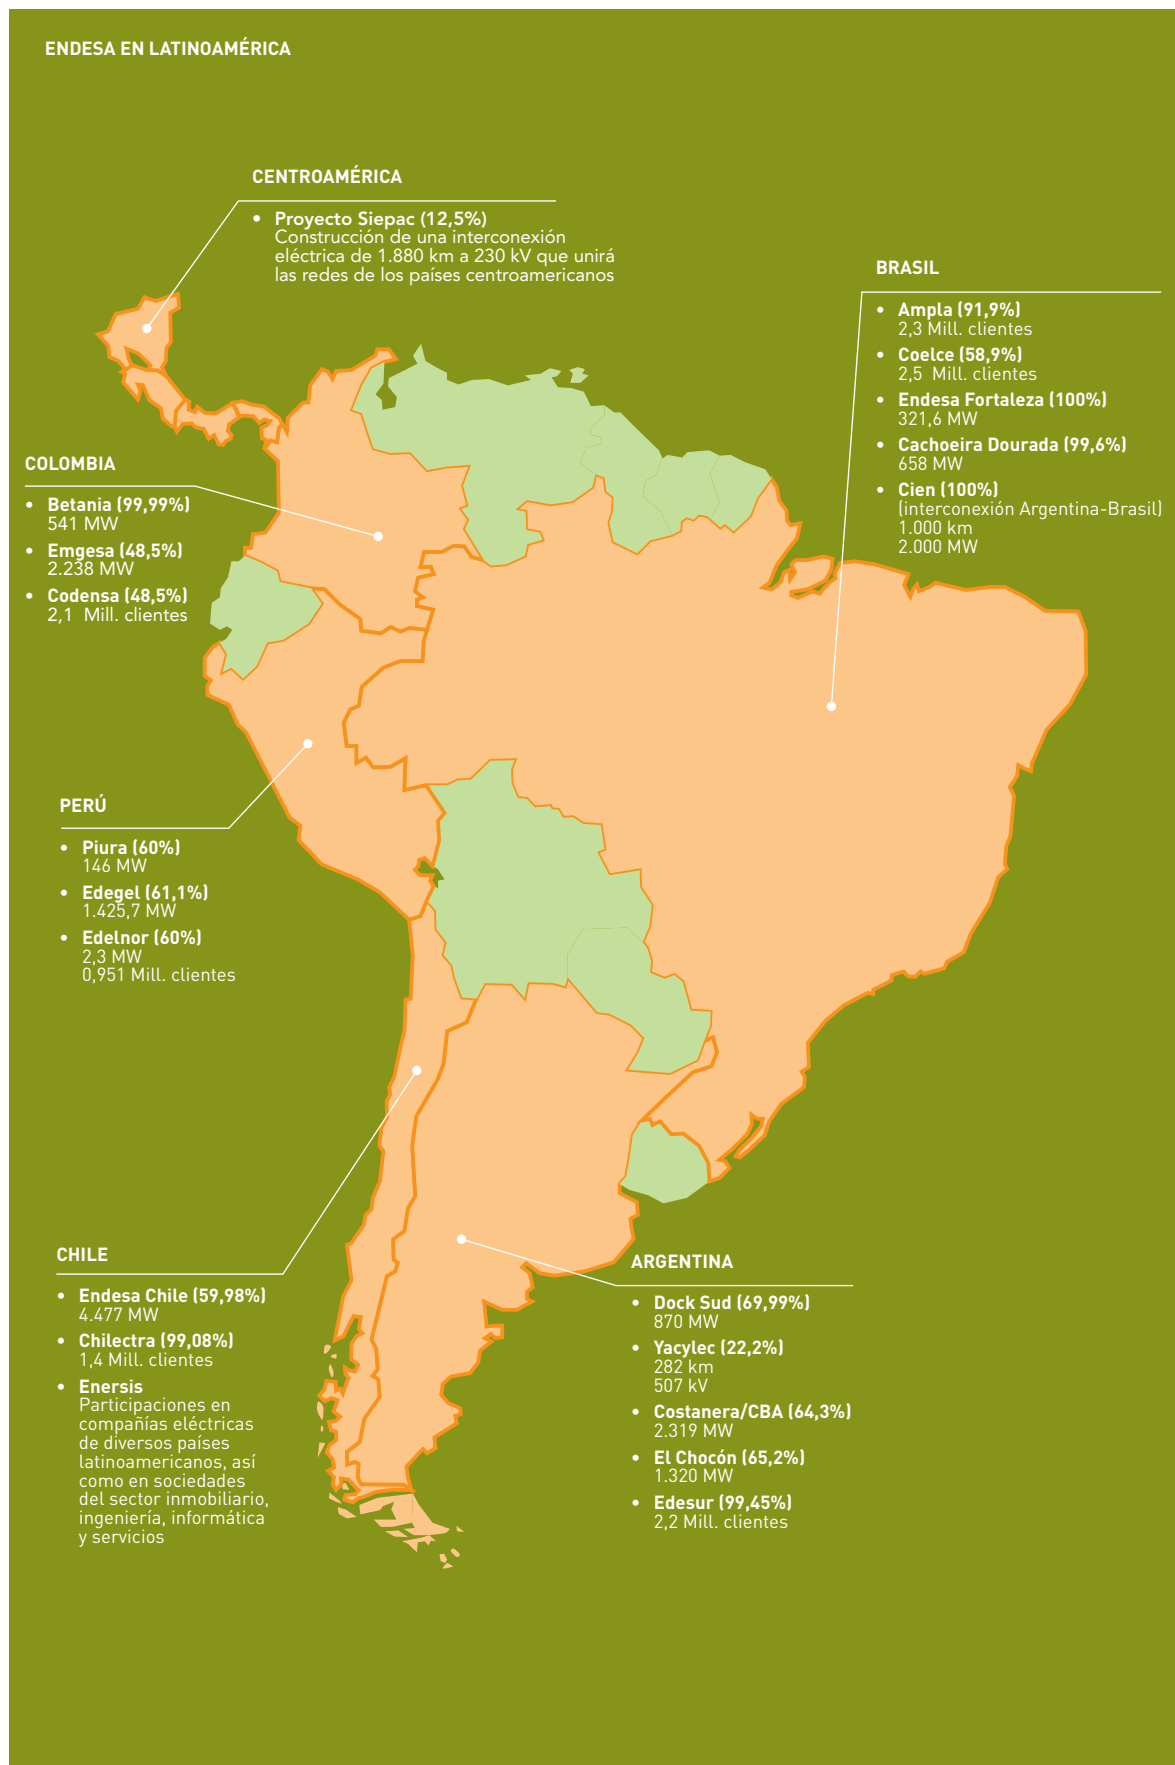 ENDESA EN LATINOAMÉRICA
CENTROAMÉRICA
• Proyecto Siepac (12,5%)
Construcción de una interconexión
eléctrica de 1.880 km a 230 kV que unirá
las redes de los países centroamericanos
BRASIL
• Ampla (91,9%)
2,3 Mill. clientes
• Coelce (58,9%)
2,5 Mill. clientes
• Endesa Fortaleza (100%)
321,6 MW
• Cachoeira Dourada (99,6%)
658 MW
• Cien (100%)
(interconexión Argentina-Brasil)
1.000 km
2.000 MW
COLOMBIA
• Betania (99,99%)
541 MW
• Emgesa (48,5%)
2.238 MW
• Codensa (48,5%)
2,1 Mill. clientes
PERÚ
• Piura (60%)
146 MW
• Edegel (61,1%)
1.425,7 MW
• Edelnor (60%)
2,3 MW
0,951 Mill. clientes
CHILE
• Endesa Chile (59,98%)
4.477 MW
• Chilectra (99,08%)
1,4 Mill. clientes
• Enersis
Participaciones en
compañías eléctricas
de diversos países
latinoamericanos, así
como en sociedades
del sector inmobiliario,
ingeniería, informática
y servicios
ARGENTINA
• Dock Sud (69,99%)
870 MW
• Yacylec (22,2%)
282 km
507 kV
• Costanera/CBA (64,3%)
2.319 MW
• El Chocón (65,2%)
1.320 MW
• Edesur (99,45%)
2,2 Mill. clientes